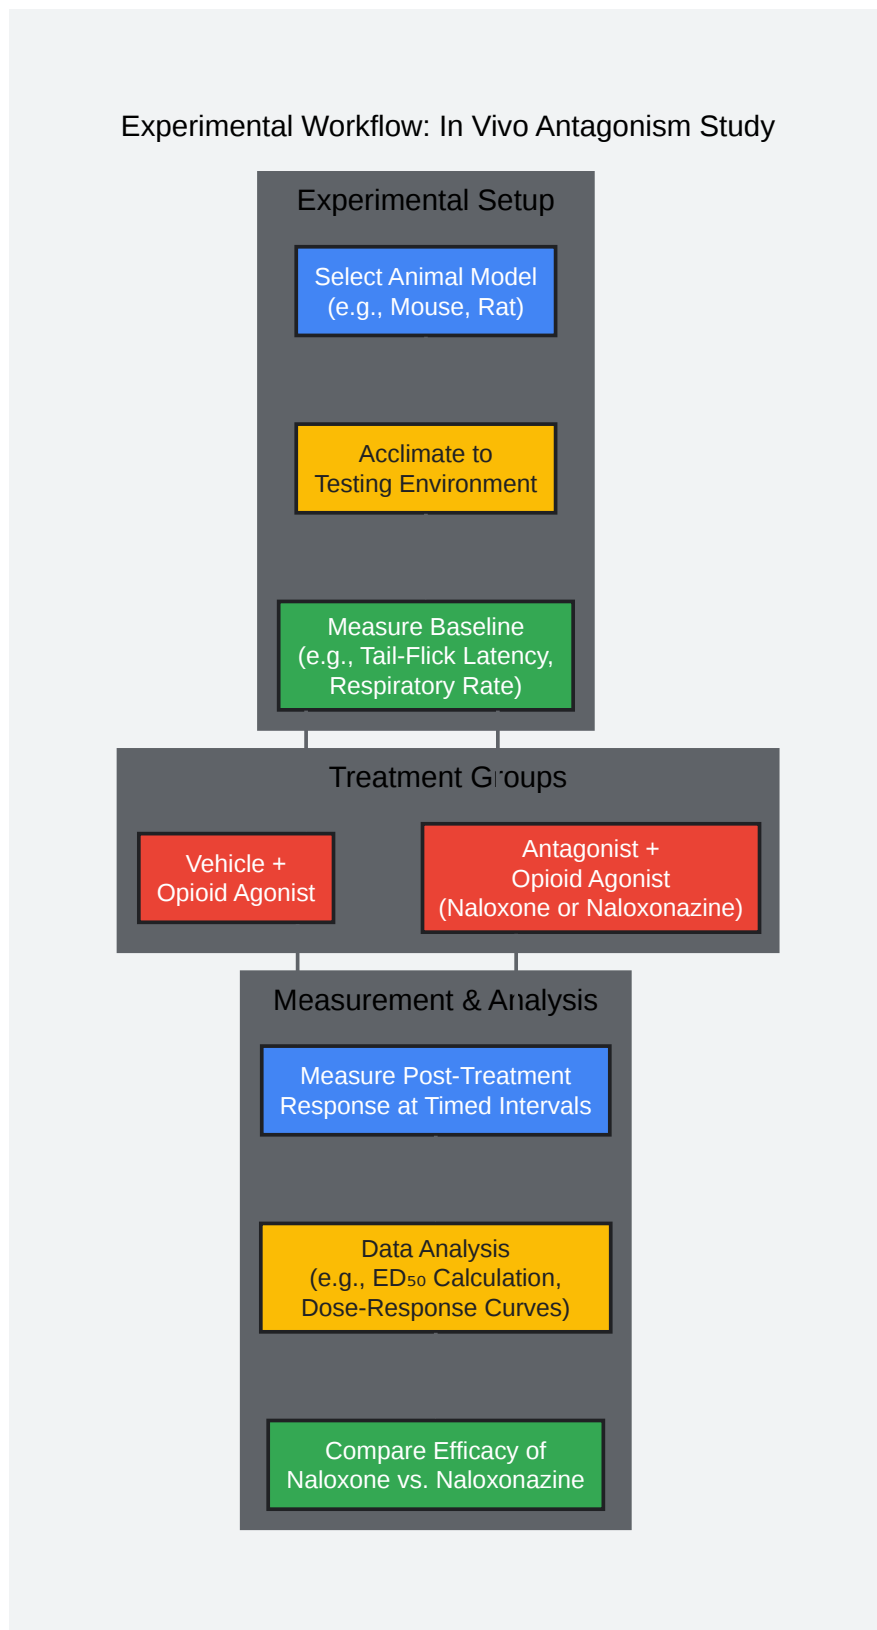 Experimental Workflow: In Vivo Antagonism Study
Experimental Setup
Select Animal Model
(e.g., Mouse, Rat)
Acclimate to
Testing Environment
Measure Baseline
(e.g., Tail-Flick Latency,
Respiratory Rate)
Treatment Groups
Vehicle +
Opioid Agonist
Antagonist +
Opioid Agonist
(Naloxone or Naloxonazine)
Measurement & Analysis
Measure Post-Treatment
Response at Timed Intervals
Data Analysis
(e.g., ED₅₀ Calculation,
Dose-Response Curves)
Compare Efficacy of
Naloxone vs. Naloxonazine